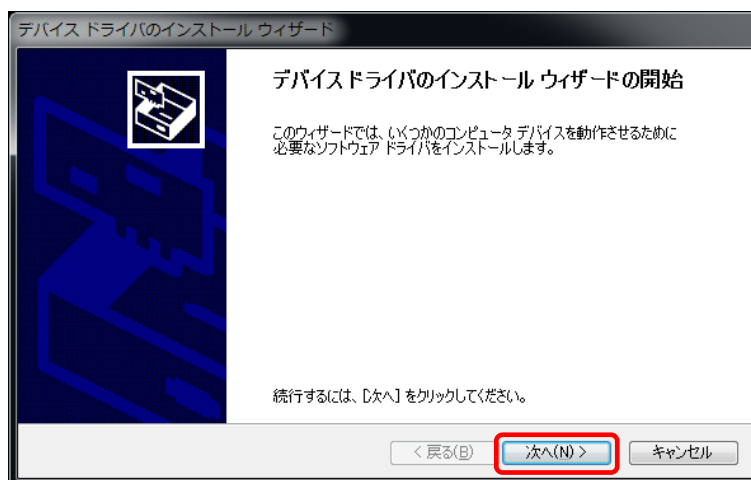 デバイス ドライバのインストール ウィザード
デバイス ドライバのインストール ウィザードの開始
このウィザードでは、いくつかのコンピュータ デバイスを動作させるために
必要なソフトウェア ドライバをインストールします。
続行するには、[次へ] をクリックしてください。
< 戻る(B) 次へ(N) > キャンセル